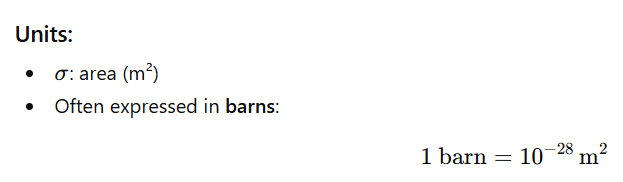 Units:
• σ: area (m²)
• Often expressed in barns:
1 barn = 10⁻²⁸ m²